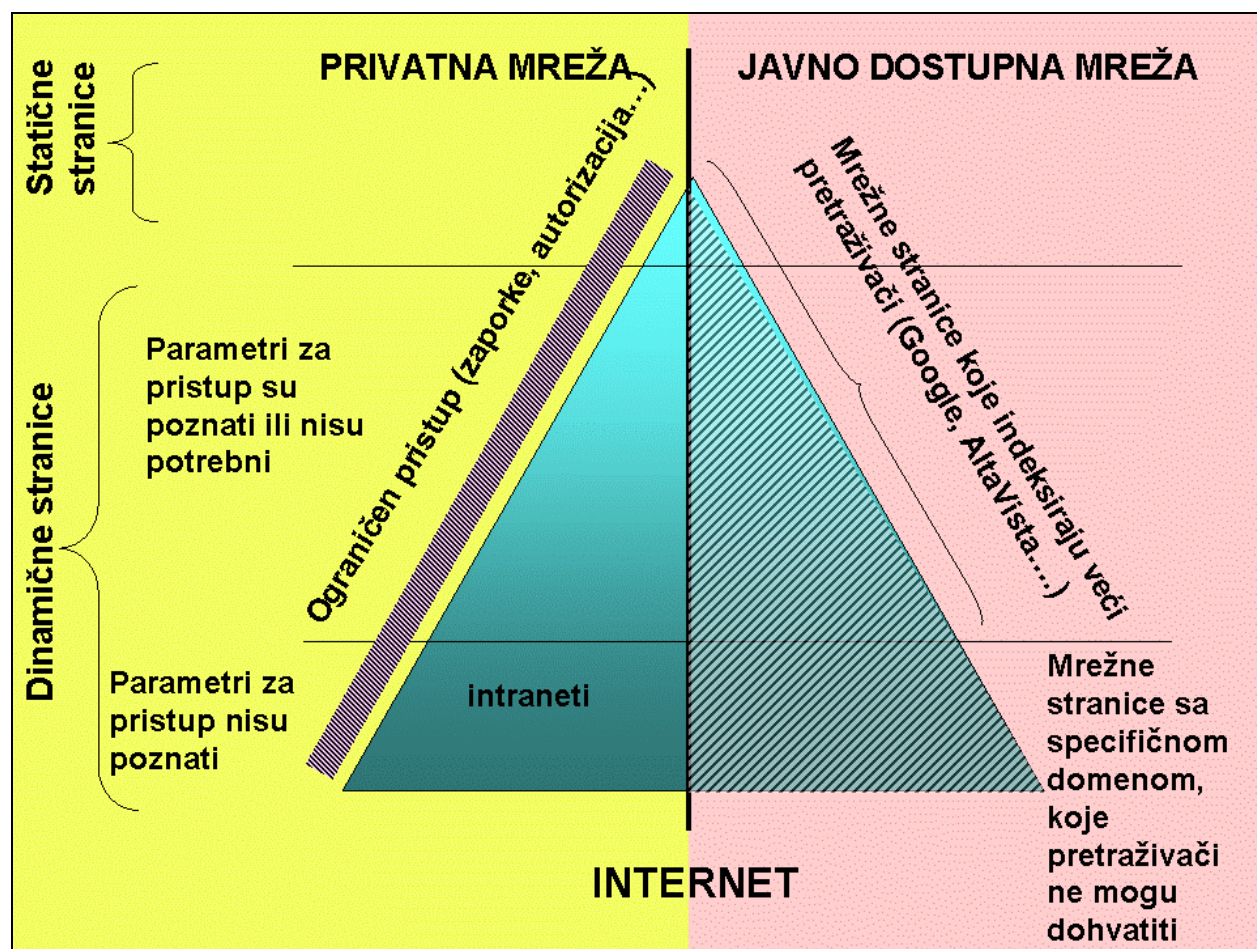 PRIVATNA MREŽA
JAVNO DOSTUPNA MREŽA
Statične
stranice
Ograničen pristup (zaporke, autorizacija...)
Mrežne stranice koje indeksiraju veći
pretraživači (Google, AltaVista....)
Dinamične stranice
Parametri za
pristup su
poznati ili nisu
potrebni
Parametri za
pristup nisu
poznati
intraneti
Mrežne
stranice sa
specifičnom
domenom,
koje
pretraživači
ne mogu
dohvatiti
INTERNET